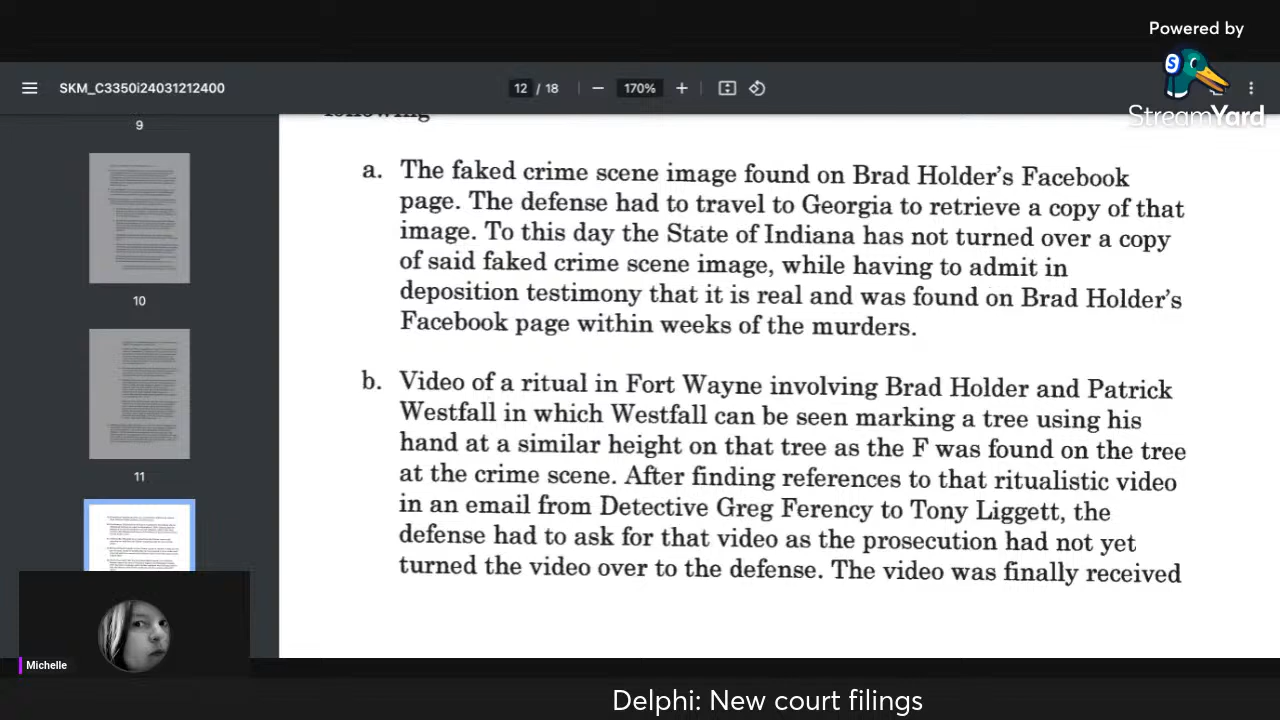 Powered by
StreamYard
SKM_C3350i24031212400
12 / 18
170%
9
10
11
following
a. The faked crime scene image found on Brad Holder's Facebook
page. The defense had to travel to Georgia to retrieve a copy of that
image. To this day the State of Indiana has not turned over a copy
of said faked crime scene image, while having to admit in
deposition testimony that it is real and was found on Brad Holder's
Facebook page within weeks of the murders.
b. Video of a ritual in Fort Wayne involving Brad Holder and Patrick
Westfall in which Westfall can be seen marking a tree using his
hand at a similar height on that tree as the F was found on the tree
at the crime scene. After finding references to that ritualistic video
in an email from Detective Greg Ferency to Tony Liggett, the
defense had to ask for that video as the prosecution had not yet
turned the video over to the defense. The video was finally received
Michelle
Delphi: New court filings